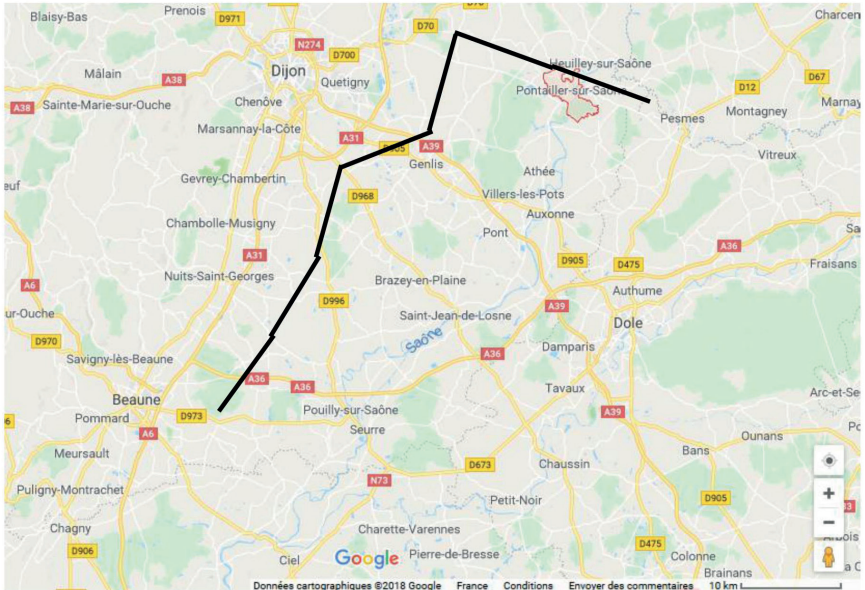 Blaisy-Bas
Prenois
D971
D70
Charcen
N274
D700
Heuilley-sur-Saône
Mâlain
A38
Dijon
Quetigny
D67
Pontailler-sur-Saône
D12
A38
Sainte-Marie-sur-Ouche
Chenôve
Montagney
Marnay
Marsannay-la-Côte
A31
Pesmes
A39
Genlis
Vitreux
euf
Gevrey-Chambertin
Athée
D968
Villers-les-Pots
Chambolle-Musigny
Auxonne
Pont
A31
A36
D905
D475
Fraisans
Nuits-Saint-Georges
A6
Brazey-en-Plaine
Authume
D996
A39
ur-Ouche
Saint-Jean-de-Losne
Dole
D970
Saône
Savigny-lès-Beaune
A36
Damparis
A36
A36
Tavaux
Arc-et-Se
Beaune
Pouilly-sur-Saône
Pommard
D973
A39
A6
Seurre
Ounans
Meursault
Bans
D673
Chaussin
Puligny-Montrachet
N73
Petit-Noir
D905
Chagny
Charette-Varennes
D906
D475
Google
Pierre-de-Bresse
Ciel
Colonne
Brainans
Données cartographiques ©2018 Google France Conditions Envoyer des commentaires 10 km